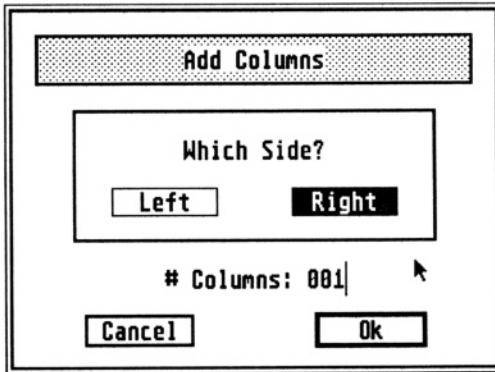 Add Columns
Which Side?
Left Right
# Columns: 001
Cancel Ok